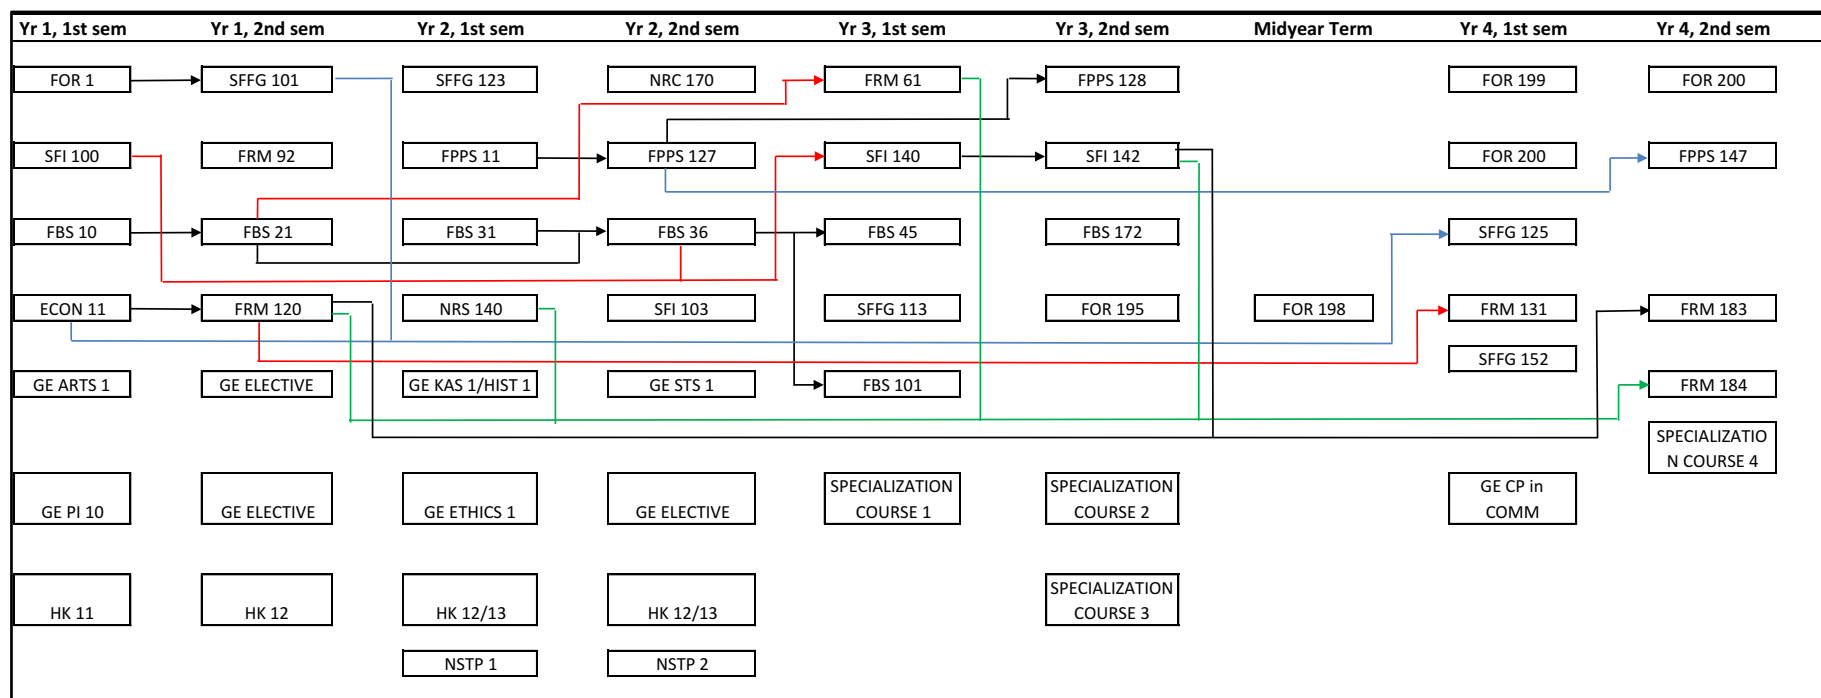 Yr 1, 1st sem Yr 1, 2nd sem Yr 2, 1st sem Yr 2, 2nd sem Yr 3, 1st sem Yr 3, 2nd sem Midyear Term Yr 4, 1st sem Yr 4, 2nd sem
FOR 1 SFFG 101 SFFG 123 NRC 170 FRM 61 FPPS 128 FOR 199 FOR 200
SFI 100 FRM 92 FPPS 11 FPPS 127 SFI 140 SFI 142 FOR 200 FPPS 147
FBS 10 FBS 21 FBS 31 FBS 36 FBS 45 FBS 172 SFFG 125
ECON 11 FRM 120 NRS 140 SFI 103 SFFG 113 FOR 195 FOR 198 FRM 131 FRM 183
SFFG 152
GE ARTS 1 GE ELECTIVE GE KAS 1/HIST 1 GE STS 1 FBS 101 FRM 184
SPECIALIZATIO
N COURSE 4
SPECIALIZATION SPECIALIZATION GE CP in
GE PI 10 GE ELECTIVE GE ETHICS 1 GE ELECTIVE COURSE 1 COURSE 2 COMM
SPECIALIZATION
HK 11 HK 12 HK 12/13 HK 12/13 COURSE 3
NSTP 1 NSTP 2